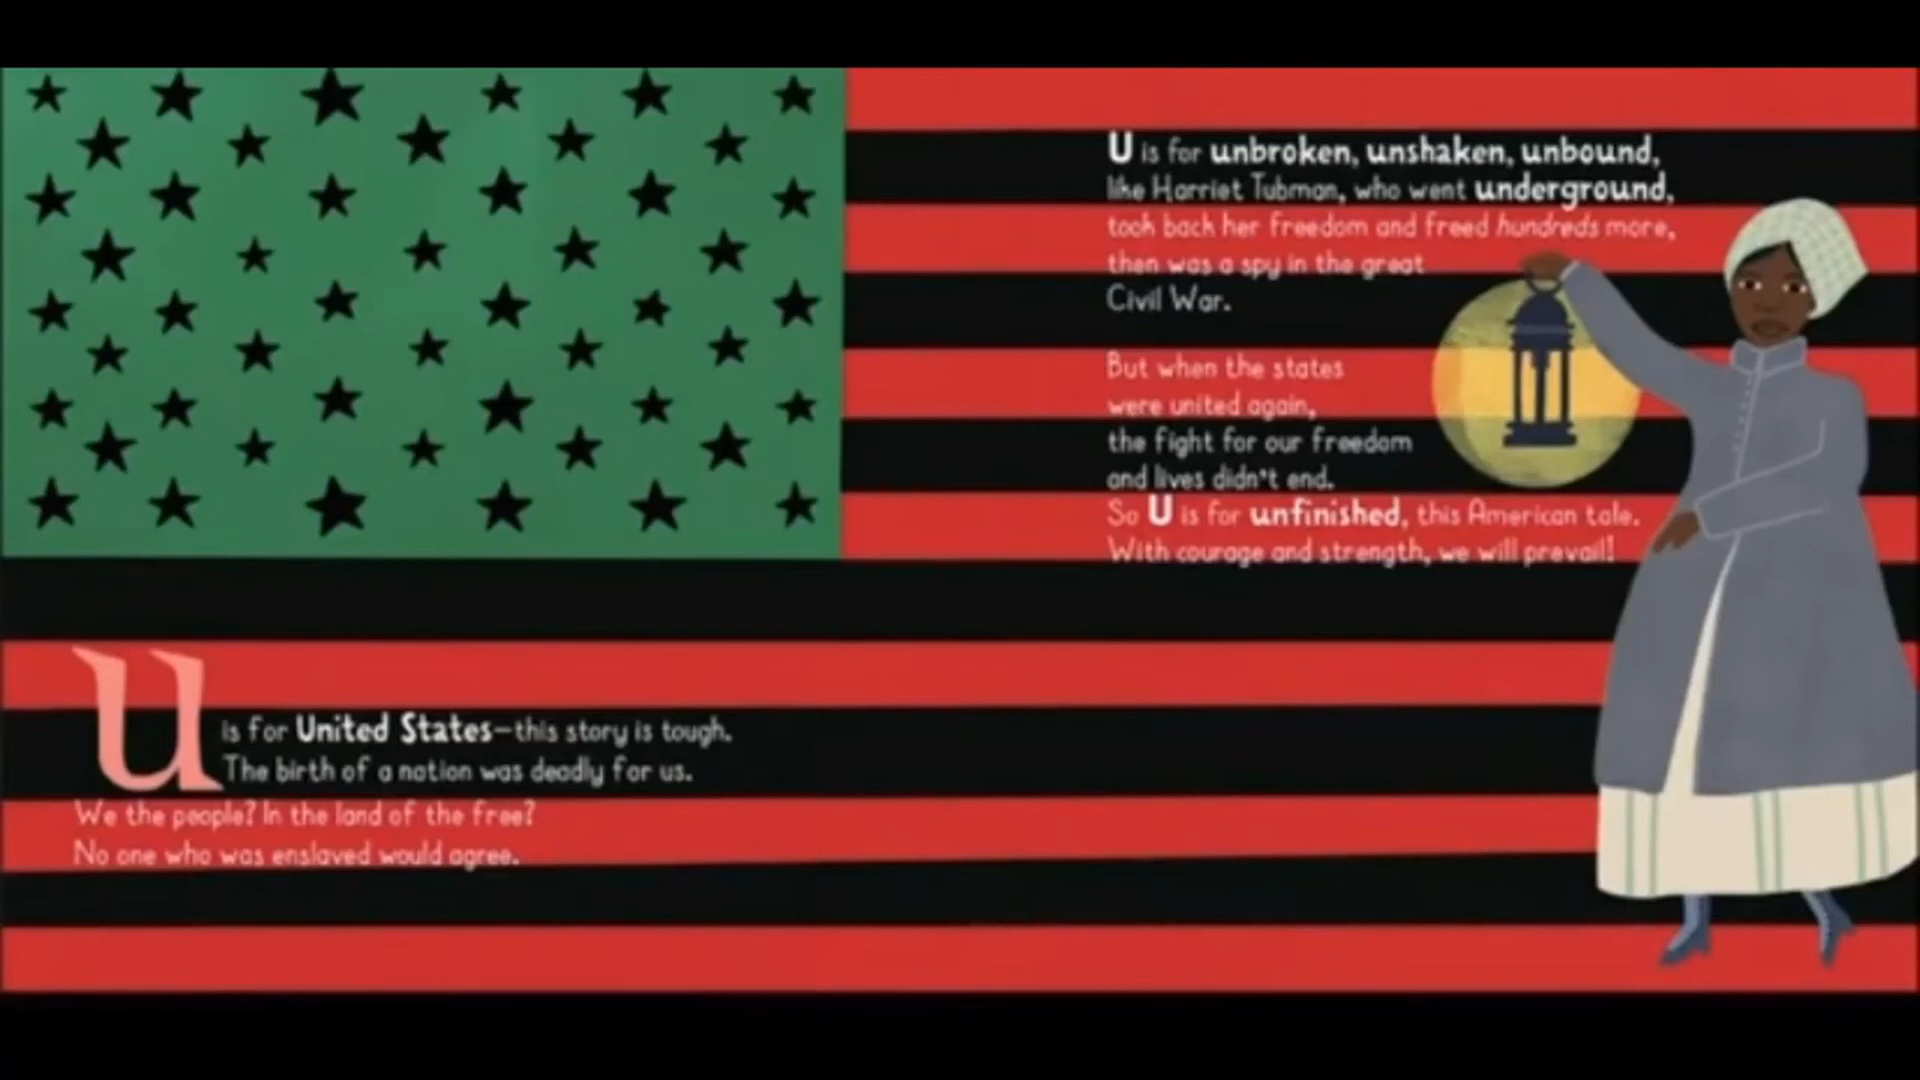 U is for United States—this story is tough.
The birth of a nation was deadly for us.
We the people? In the land of the free?
No one who was enslaved would agree.
U is for unbroken, unshaken, unbound,
like Harriet Tubman, who went underground,
took back her freedom and freed hundreds more,
then was a spy in the great
Civil War.
But when the states
were united again,
the fight for our freedom
and lives didn't end.
So U is for unfinished, this American tale.
With courage and strength, we will prevail!